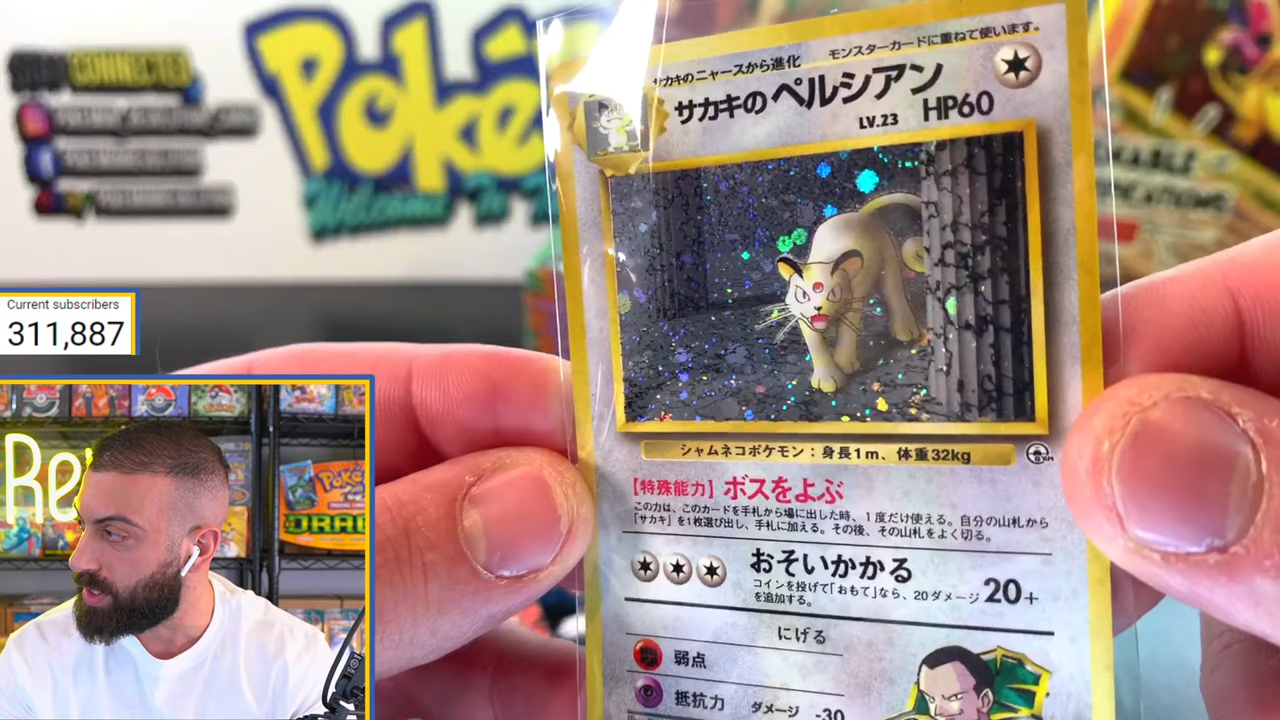 CONNECTED
Poké
Welcome To
Current subscribers
311,887
Re
Poké
DRAG
モンスターカードに重ねて使います。
サカキのニャースから進化
サカキのペルシアン
LV.23 HP60
シャムネコポケモン：身長1m、体重32kg
【特殊能力】ボスをよぶ
この力は、このカードを手札から場に出した時、1度だけ使える。自分の山札から
「サカキ」を1枚選び出し、手札に加える。その後、その山札をよく切る。
おそいかかる 20+
コインを投げて「おもて」なら、20ダメージ
を追加する。
にげる
弱点
抵抗力 ダメージ -30